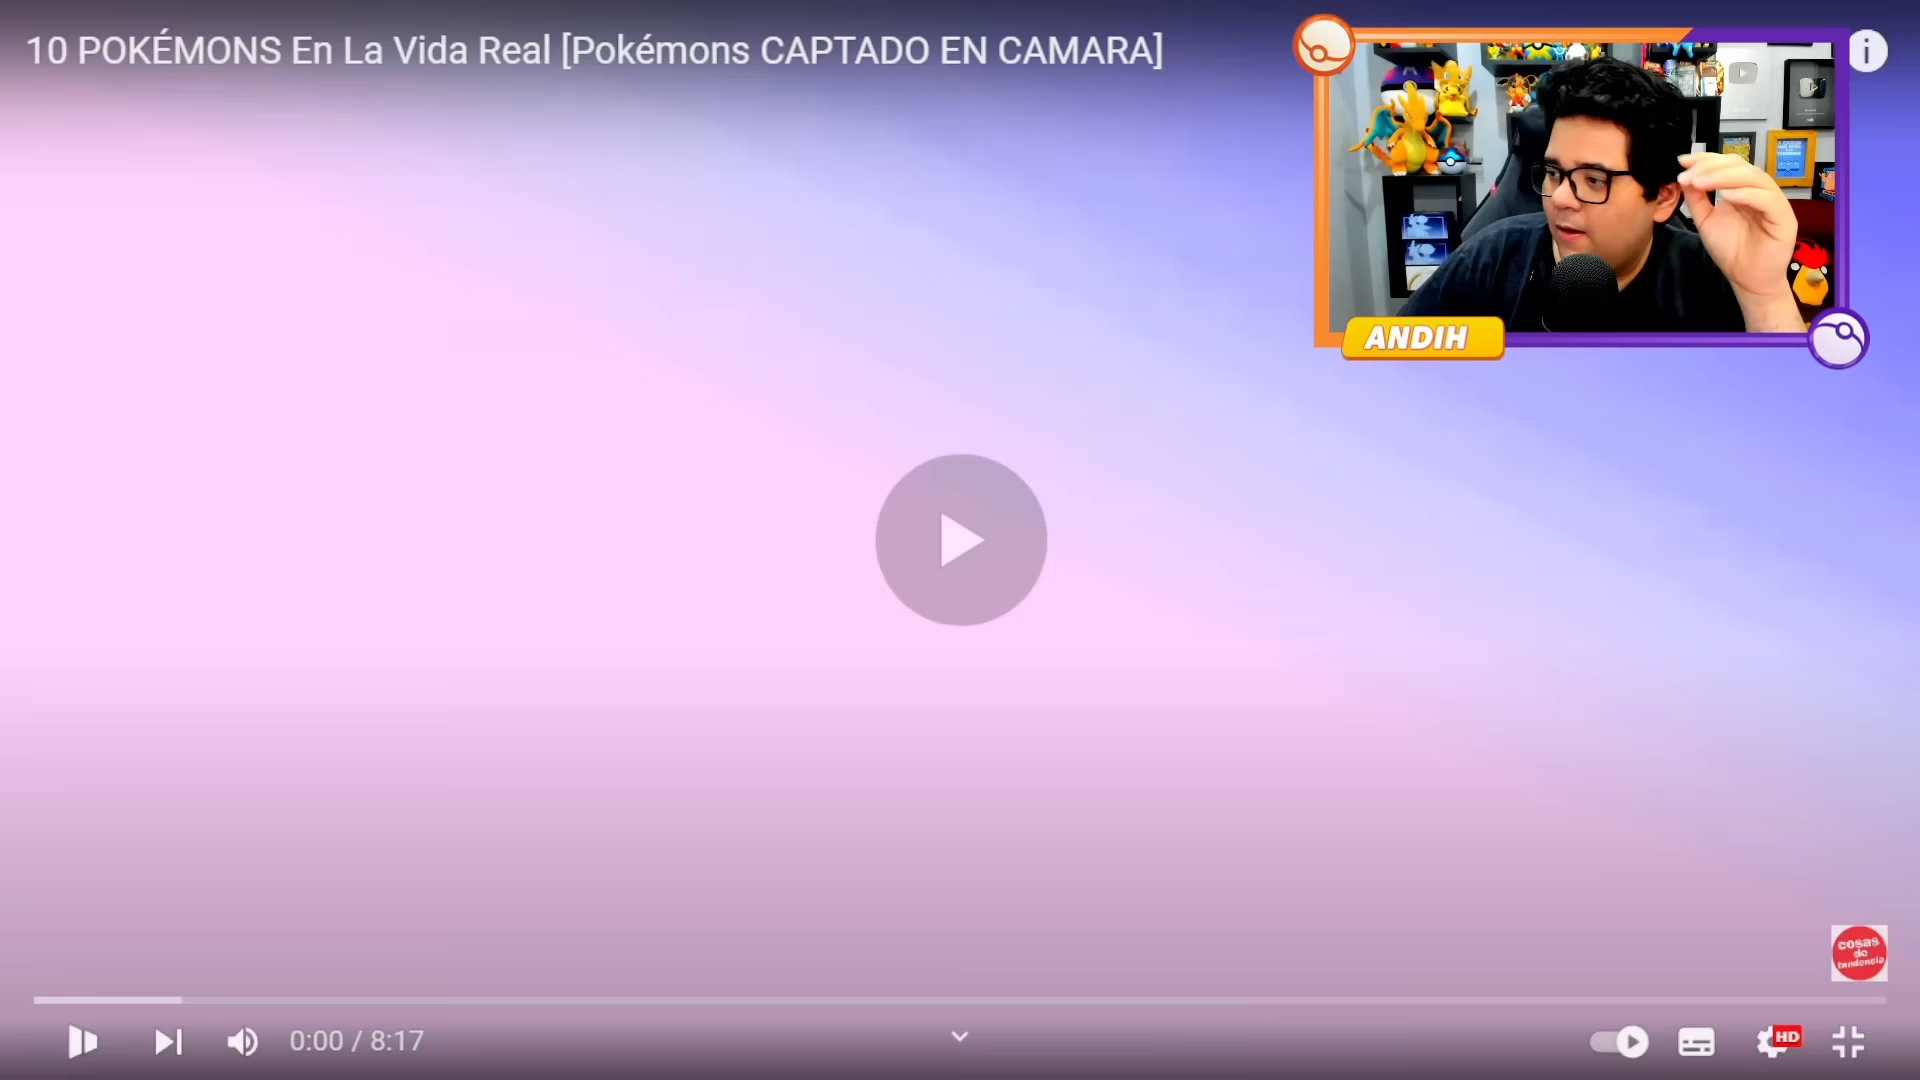 10 POKÉMONS En La Vida Real [Pokémons CAPTADO EN CAMARA]
ANDIH
cosas
de
tendencia
0:00 / 8:17
HD